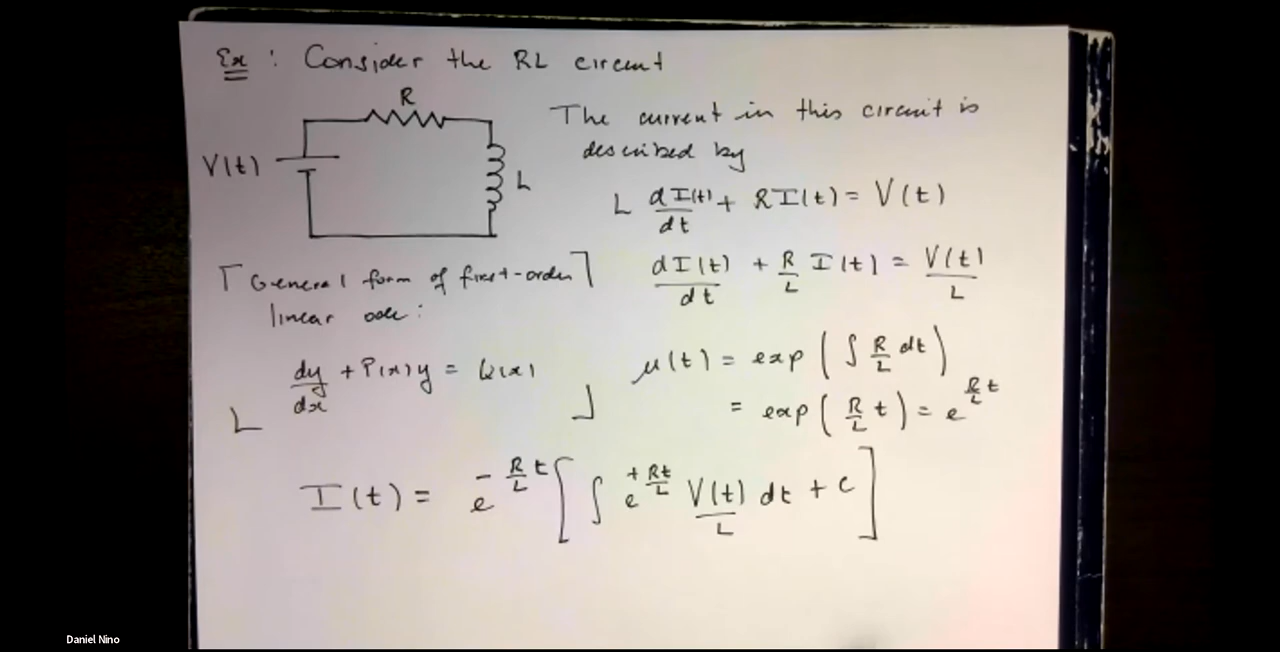 Ex : Consider the RL circuit
R
V(t)
L
The current in this circuit is
described by
L dI(t)/dt + RI(t) = V(t)
dI(t)/dt + R/L I(t) = V(t)/L
[General form of first-order]
linear ode:
dy/dx + P(x)y = Q(x)
μ(t) = exp ( ∫ R/L dt )
= exp ( R/L t ) = e^(R/L t)
I(t) = e^(-R/L t) [ ∫ e^(+Rt/L) V(t)/L dt + c ]
Daniel Nino